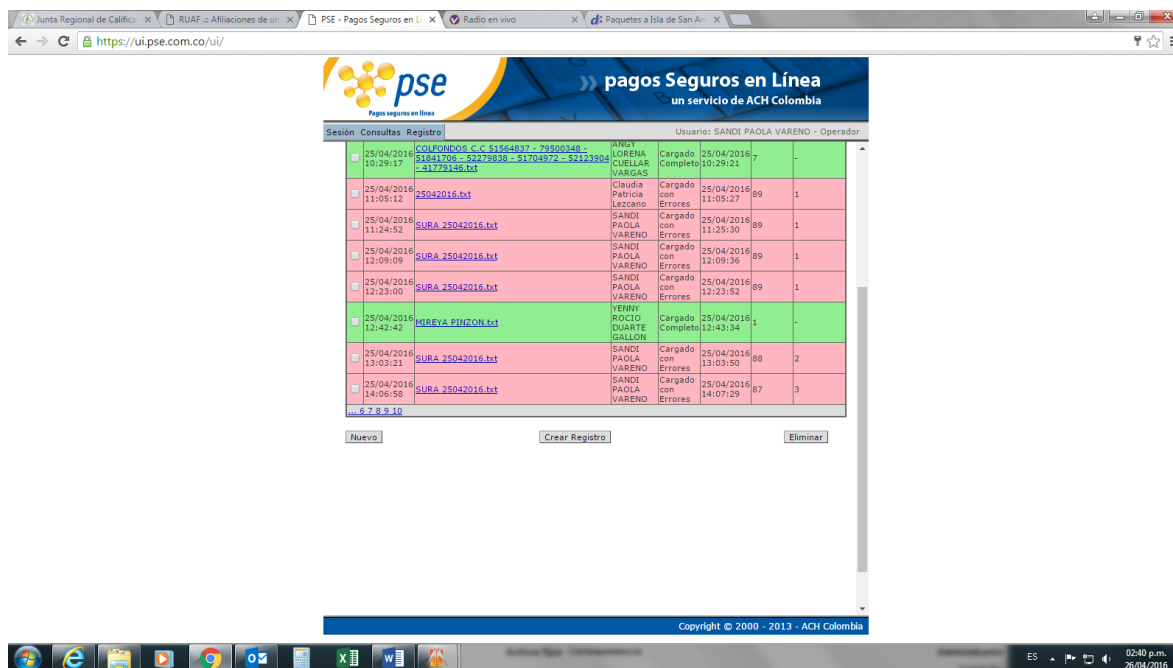 Junta Regional de Califica
RUAF .:: Afiliaciones de un
PSE - Pagos Seguros en Lí
Radio en vivo
Paquetes a Isla de San An
https://ui.pse.com.co/ui/
pse
Pagos seguros en línea
pagos Seguros en Línea
un servicio de ACH Colombia
Sesión Consultas Registro
Usuario: SANDI PAOLA VARENO - Operador
25/04/2016 10:29:17 COLFONDOS C.C 51564837 - 79500348 - 51841706 - 52279838 - 51704972 - 52123904 - 41779146.txt ANGY LORENA CUELLAR VARGAS Cargado Completo 25/04/2016 10:29:21 7 -
25/04/2016 11:05:12 25042016.txt Claudia Patricia Lezcano Cargado con Errores 25/04/2016 11:05:27 89 1
25/04/2016 11:24:52 SURA 25042016.txt SANDI PAOLA VARENO Cargado con Errores 25/04/2016 11:25:30 89 1
25/04/2016 12:09:09 SURA 25042016.txt SANDI PAOLA VARENO Cargado con Errores 25/04/2016 12:09:36 89 1
25/04/2016 12:23:00 SURA 25042016.txt SANDI PAOLA VARENO Cargado con Errores 25/04/2016 12:23:52 89 1
25/04/2016 12:42:42 MIREYA PINZON.txt YENNY ROCIO DUARTE GALLON Cargado Completo 25/04/2016 12:43:34 1 -
25/04/2016 13:03:21 SURA 25042016.txt SANDI PAOLA VARENO Cargado con Errores 25/04/2016 13:03:50 88 2
25/04/2016 14:06:58 SURA 25042016.txt SANDI PAOLA VARENO Cargado con Errores 25/04/2016 14:07:29 87 3
... 6 7 8 9 10
Nuevo
Crear Registro
Eliminar
Copyright © 2000 - 2013 - ACH Colombia
ES
02:40 p.m.
26/04/2016